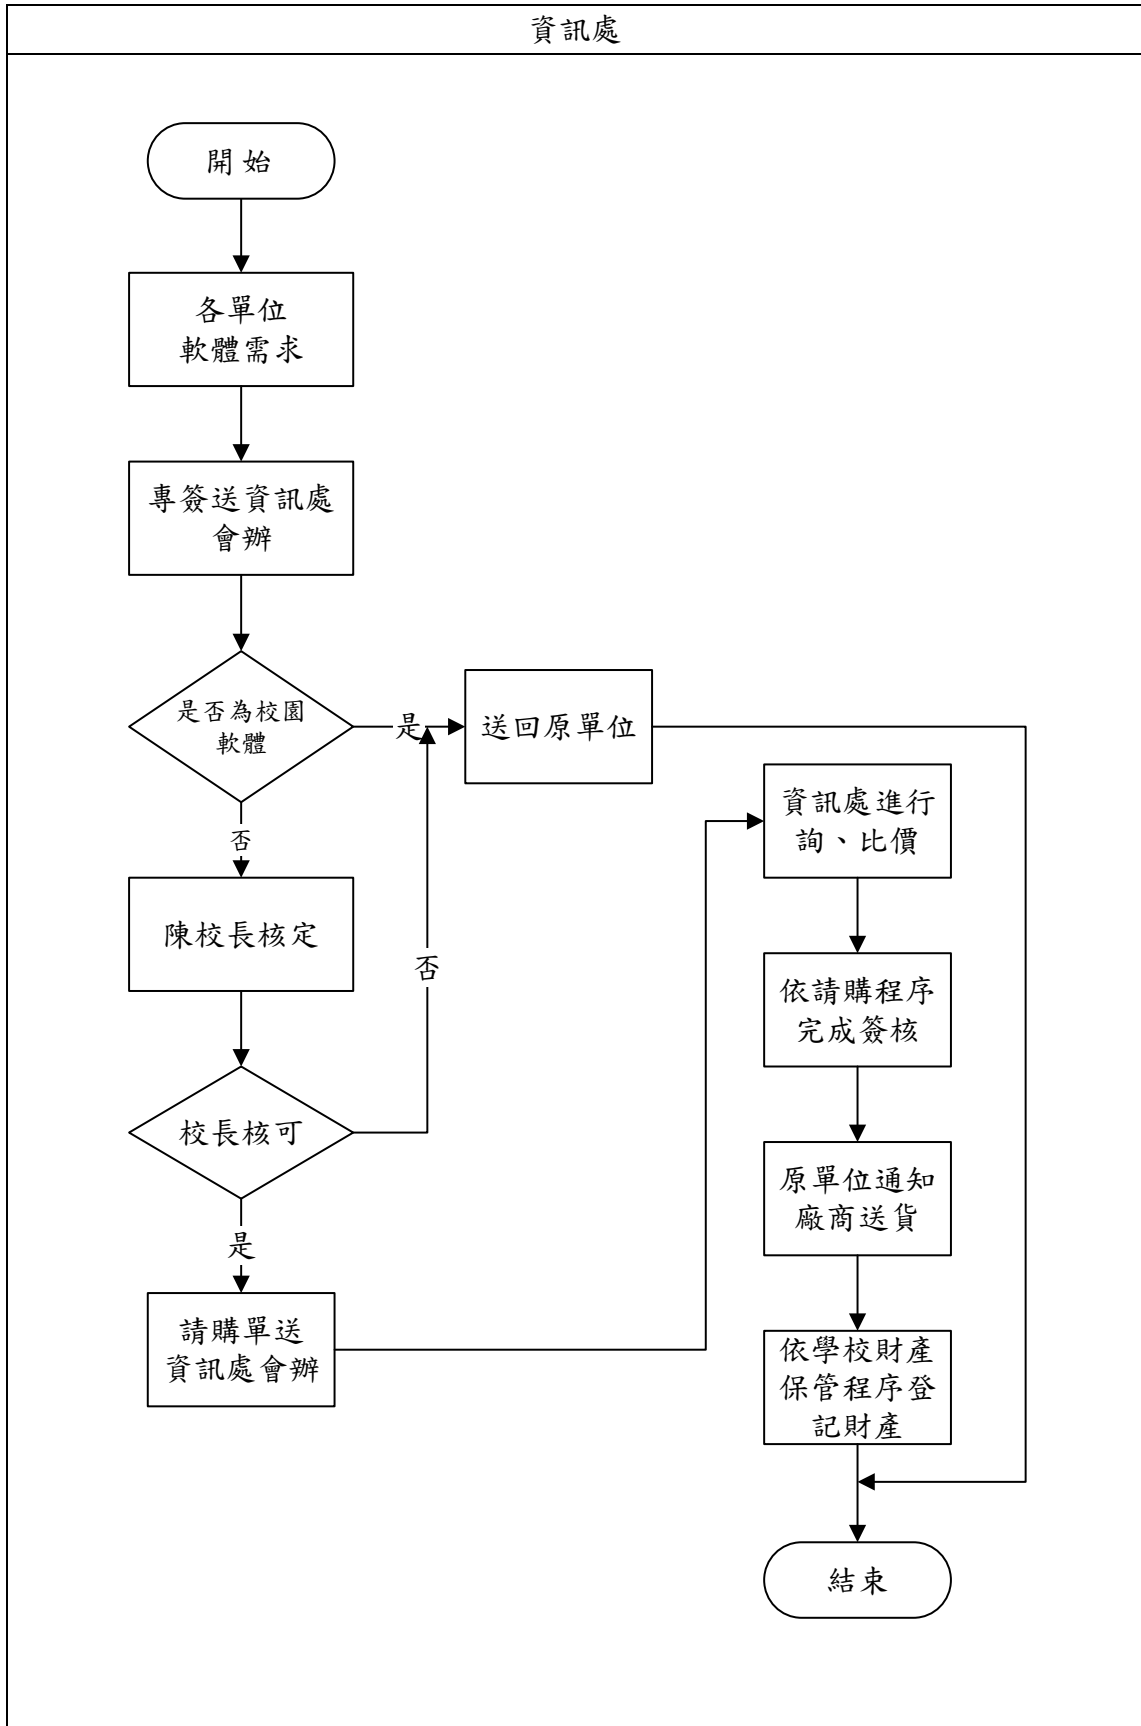 資訊處
開始
各單位
軟體需求
專簽送資訊處
會辦
是否為校園
軟體
是
送回原單位
否
陳校長核定
否
校長核可
是
請購單送
資訊處會辦
資訊處進行
詢、比價
依請購程序
完成簽核
原單位通知
廠商送貨
依學校財產
保管程序登
記財產
結束